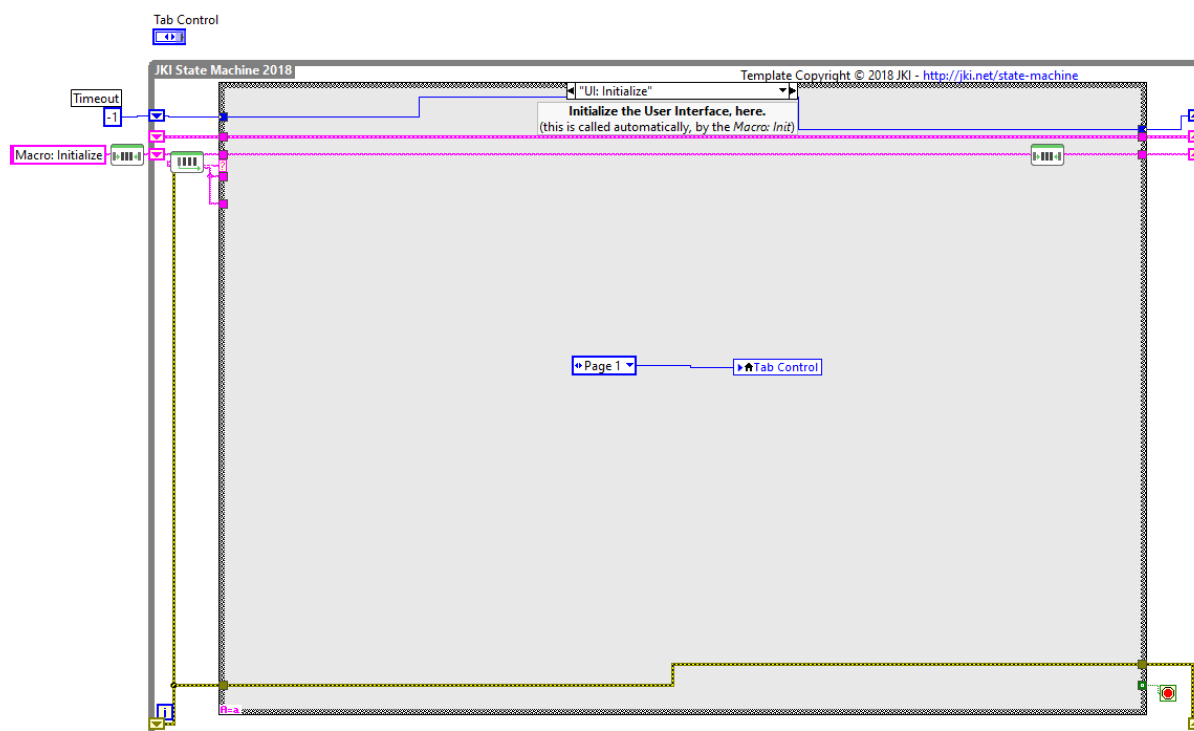 Tab Control
JKI State Machine 2018
Template Copyright © 2018 JKI - http://jki.net/state-machine
"UI: Initialize"
Timeout
-1
Initialize the User Interface, here.
(this is called automatically, by the Macro: Init)
Macro: Initialize
?
Page 1
Tab Control
i
A=a